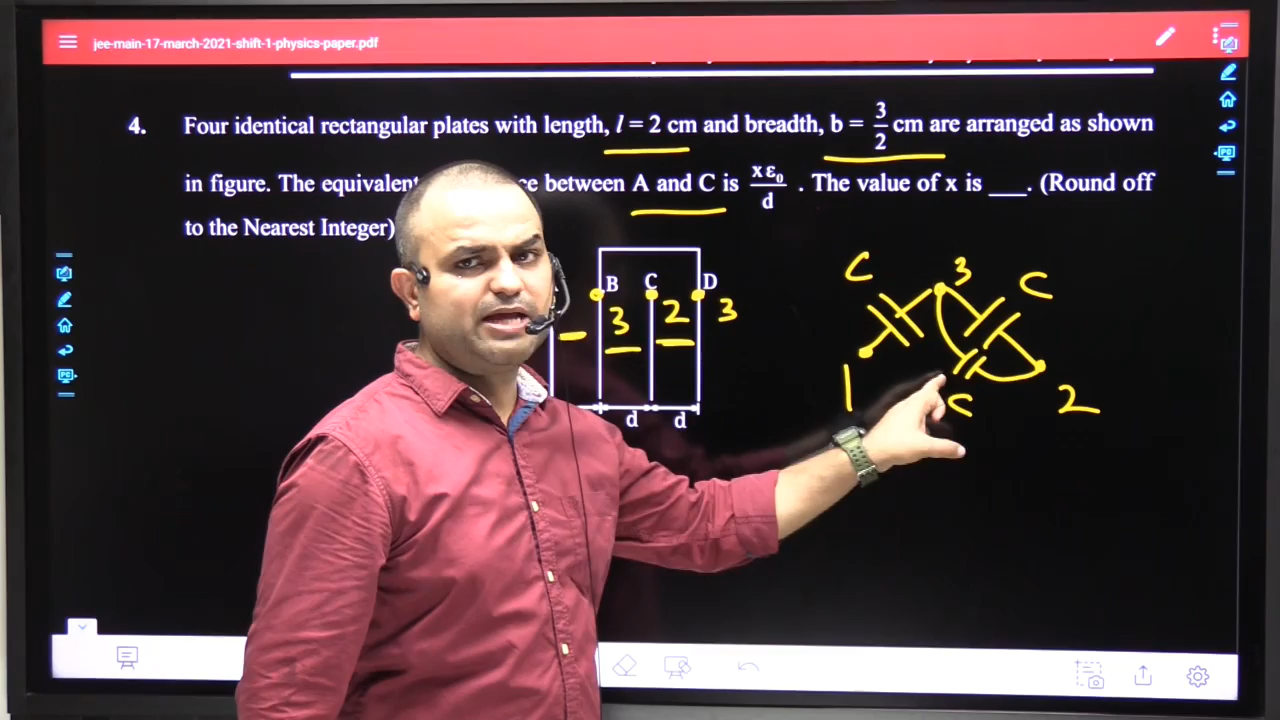 jee-main-17-march-2021-shift-1-physics-paper.pdf
4. Four identical rectangular plates with length, l = 2 cm and breadth, b = 3/2 cm are arranged as shown
in figure. The equivalent ce between A and C is xε₀/d . The value of x is ___. (Round off
to the Nearest Integer)
B C D
3 2 3
d d
C 3 C
1 C 2